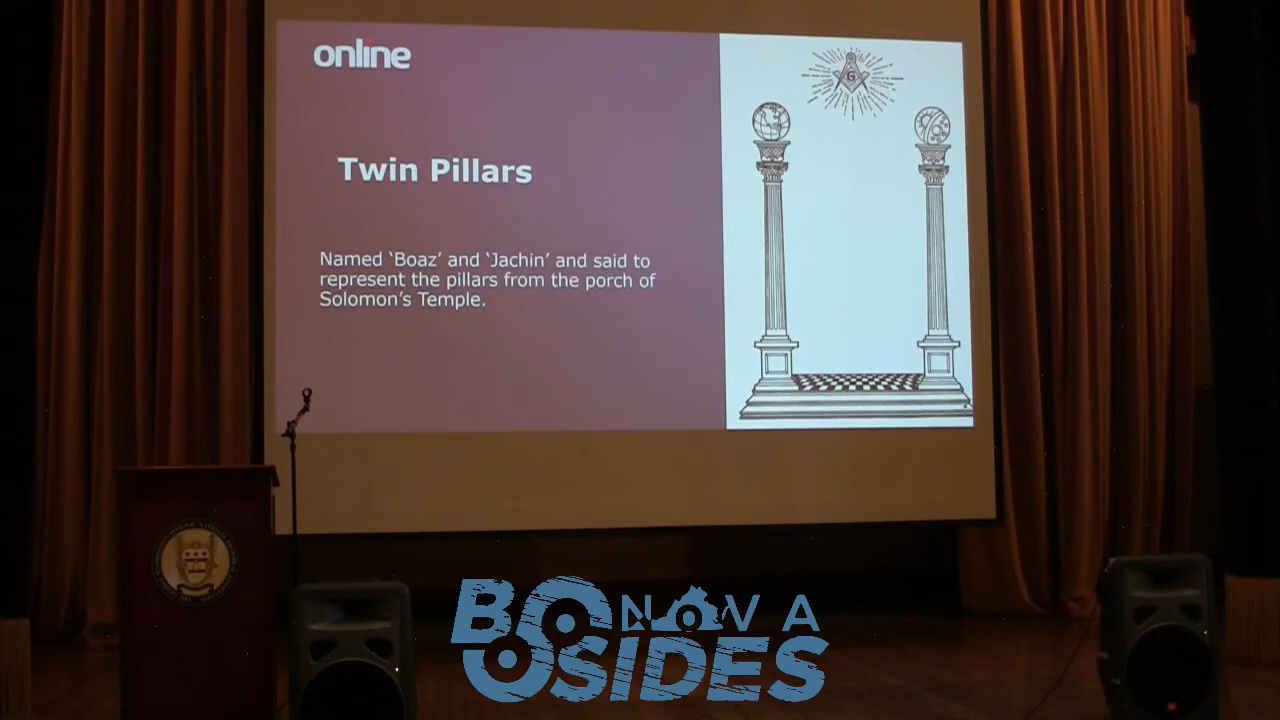 online
Twin Pillars
Named ‘Boaz’ and ‘Jachin’ and said to
represent the pillars from the porch of
Solomon’s Temple.
G
NOVA
BSIDES